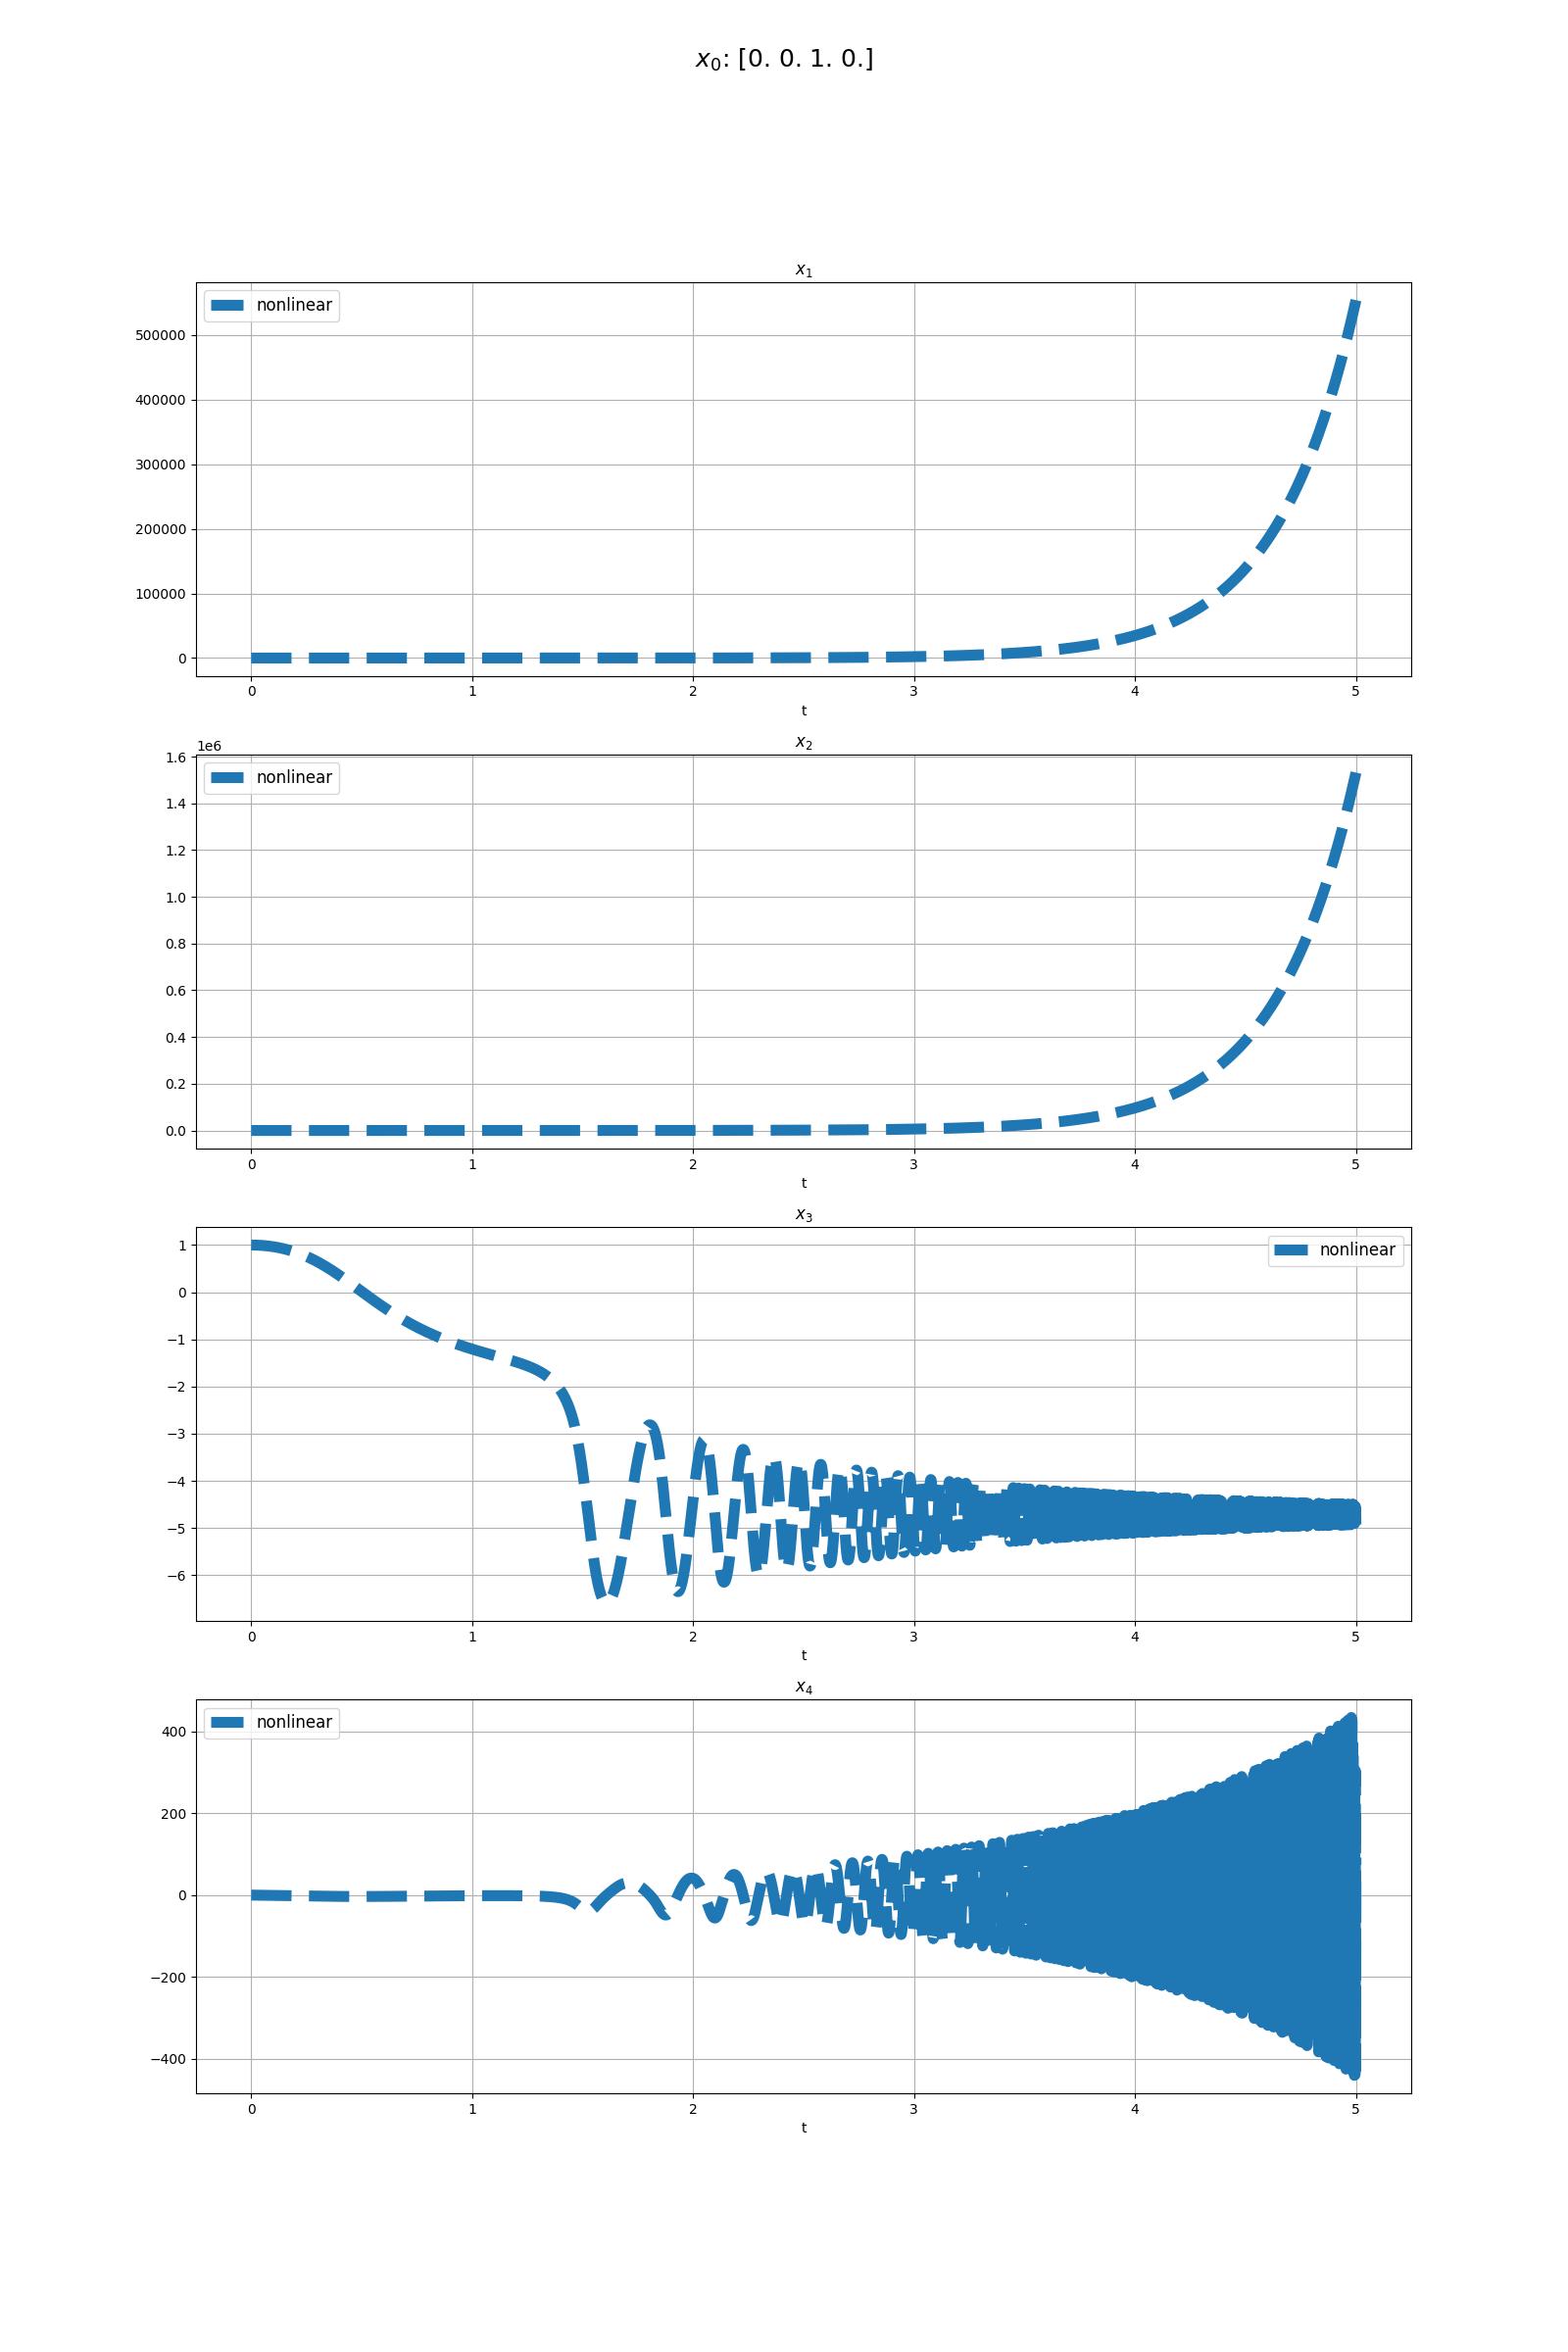 x₀: [0. 0. 1. 0.]
x₁
nonlinear
500000
400000
300000
200000
100000
0
0 1 2 3 4 5
t
x₂
1e6
nonlinear
1.6
1.4
1.2
1.0
0.8
0.6
0.4
0.2
0.0
0 1 2 3 4 5
t
x₃
nonlinear
1
0
−1
−2
−3
−4
−5
−6
0 1 2 3 4 5
t
x₄
nonlinear
400
200
0
−200
−400
0 1 2 3 4 5
t